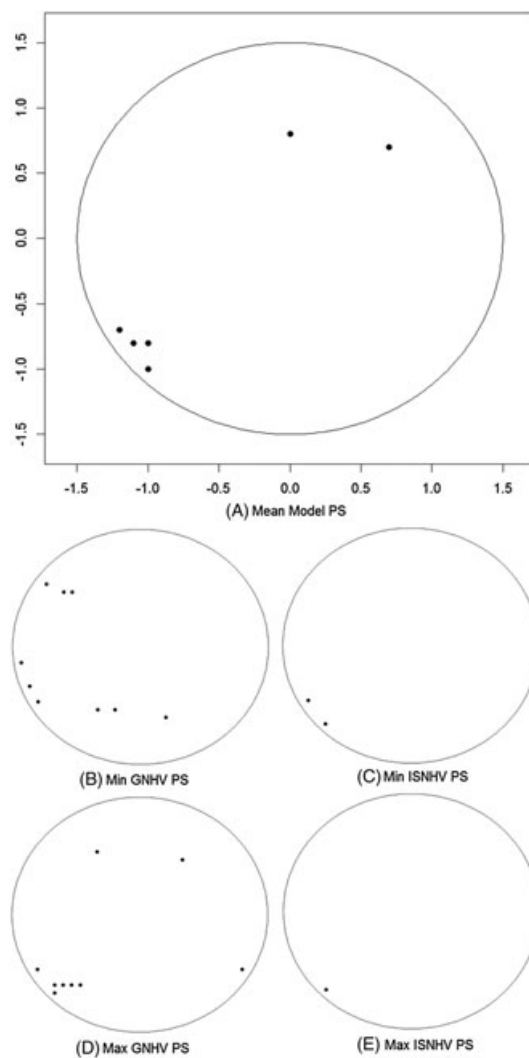 1.5
1.0
0.5
0.0
-0.5
-1.0
-1.5
-1.5 -1.0 -0.5 0.0 0.5 1.0 1.5
(A) Mean Model PS
(B) Min GNHV PS
(C) Min ISNHV PS
(D) Max GNHV PS
(E) Max ISNHV PS